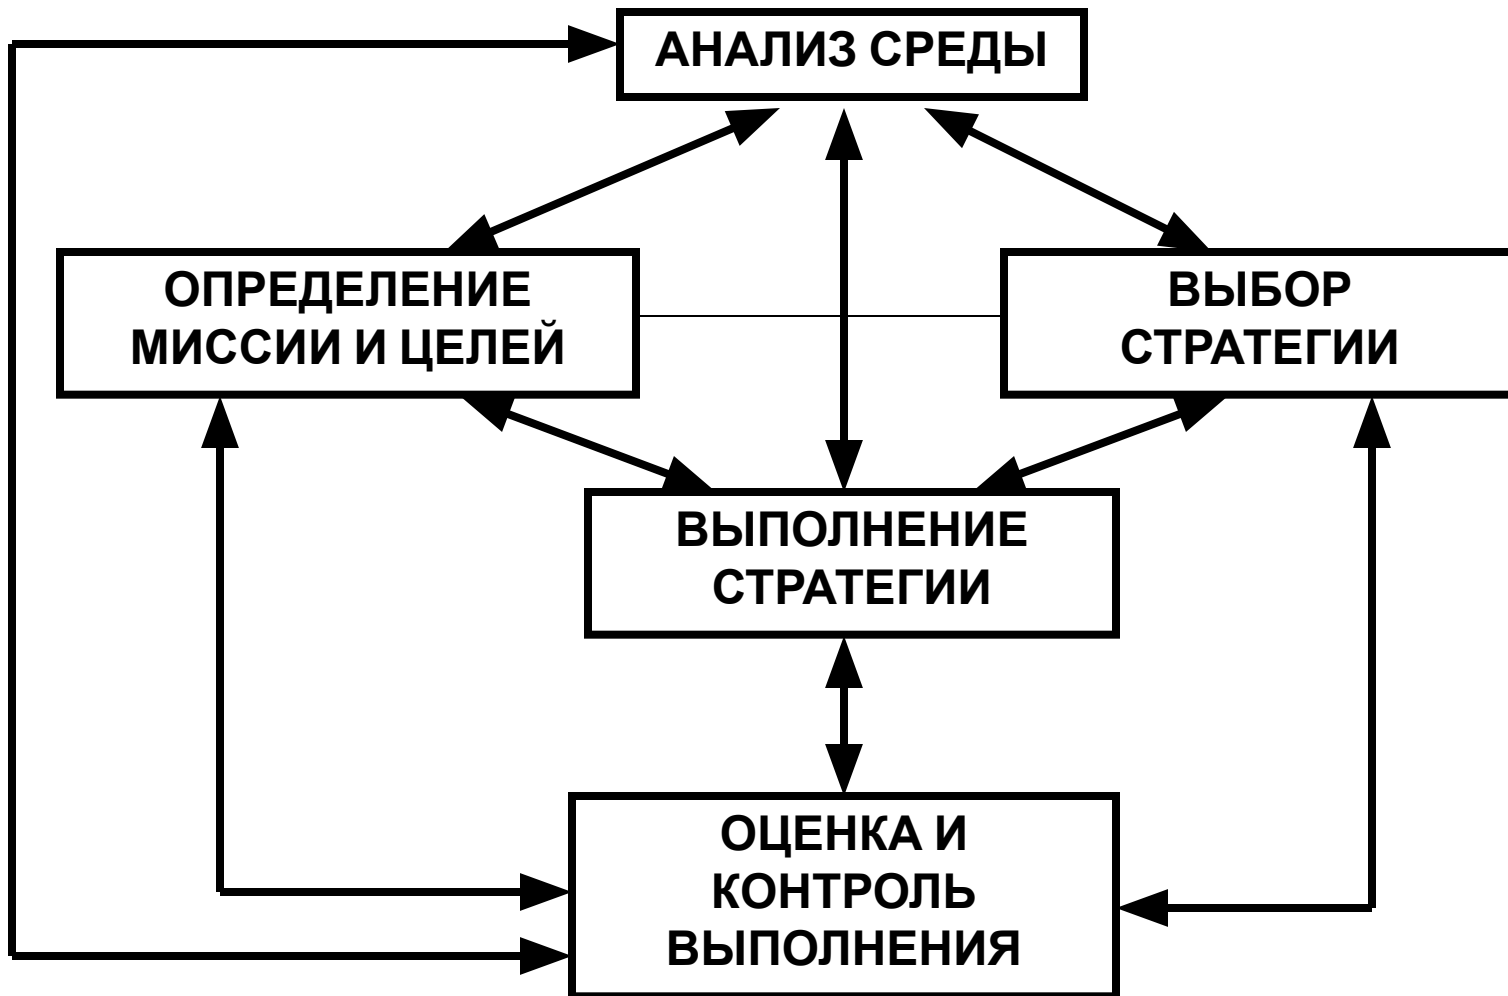 АНАЛИЗ СРЕДЫ
ОПРЕДЕЛЕНИЕ
МИССИИ И ЦЕЛЕЙ
ВЫБОР
СТРАТЕГИИ
ВЫПОЛНЕНИЕ
СТРАТЕГИИ
ОЦЕНКА И
КОНТРОЛЬ
ВЫПОЛНЕНИЯ